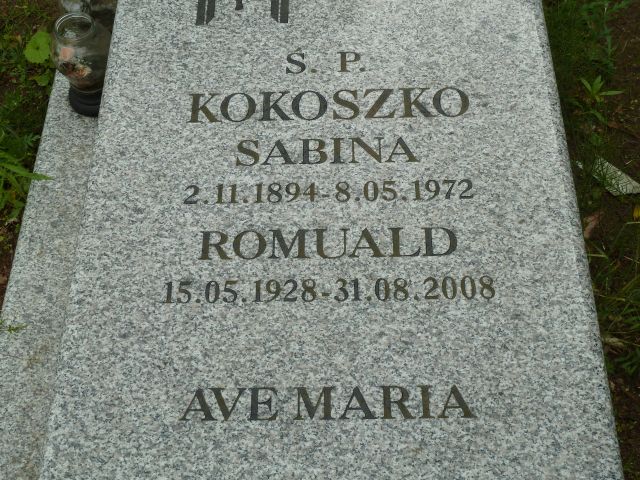 Ś. P.
KOKOSZKO
SABINA
2.11.1894-8.05.1972
ROMUALD
15.05.1928-31.08.2008
AVE MARIA